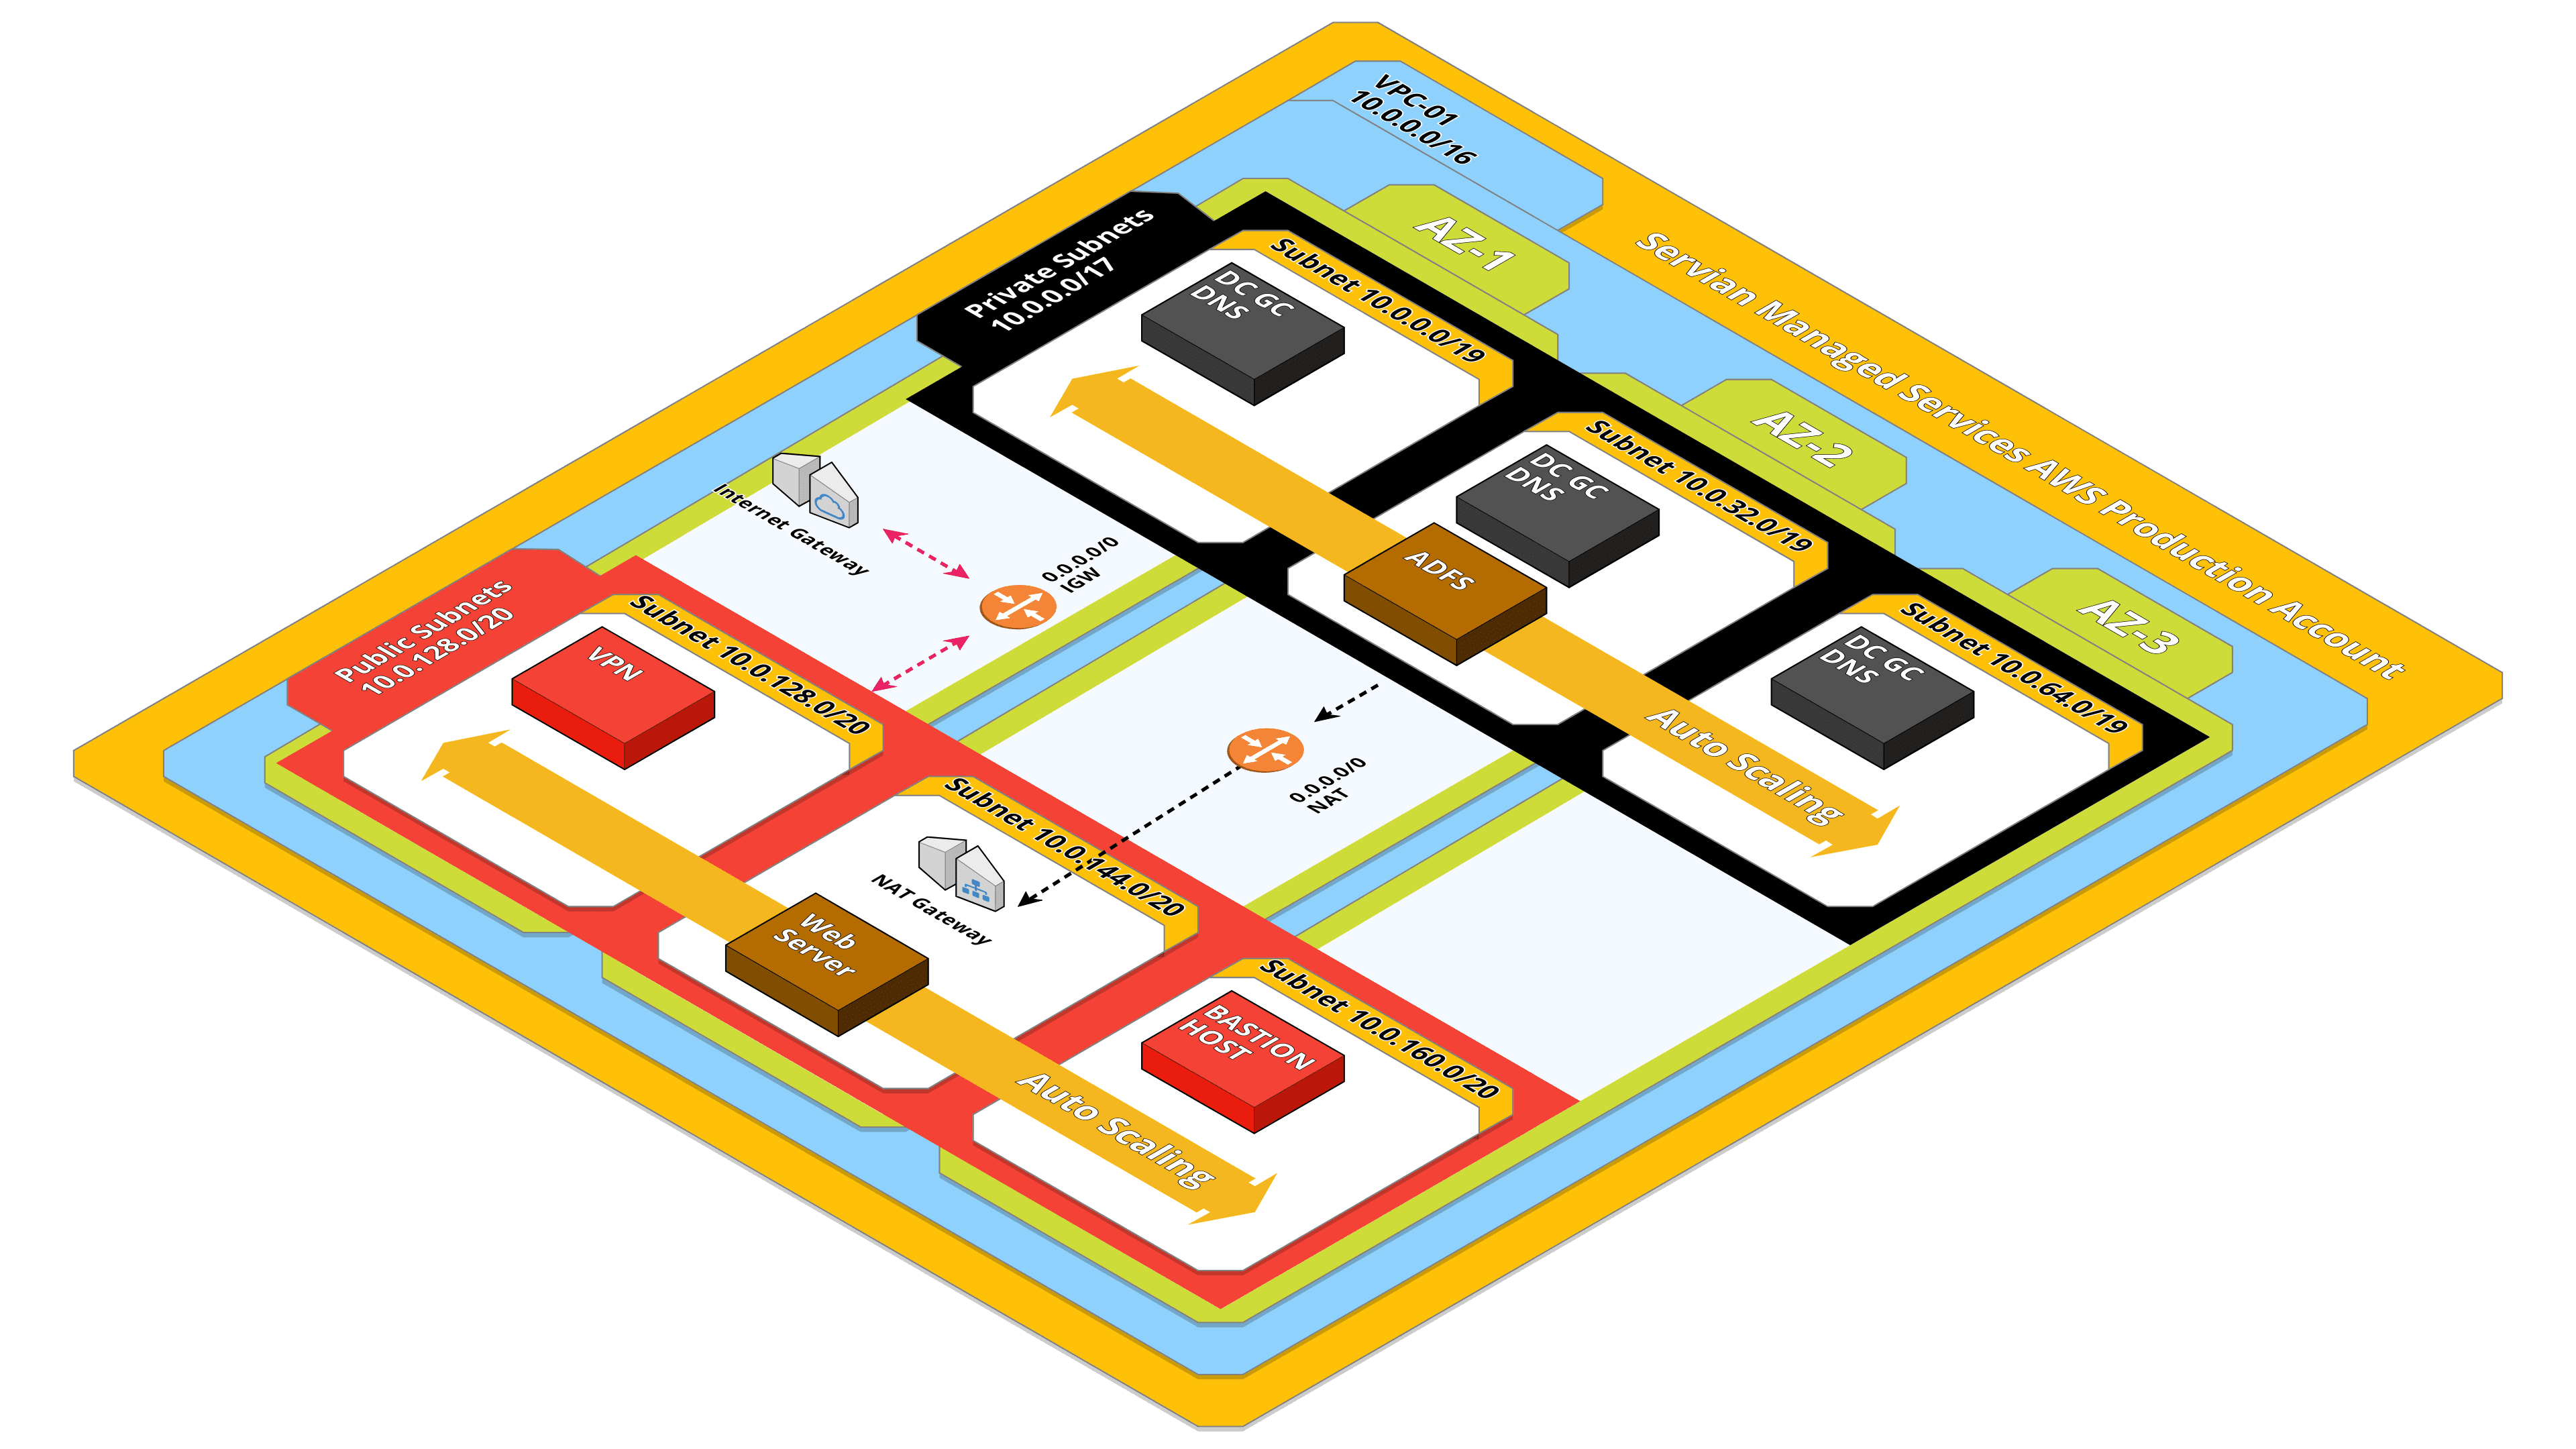 VPC-01
10.0.0.0/16
Servian Managed Services AWS Production Account
AZ-1
AZ-2
AZ-3
Private Subnets
10.0.0.0/17
Subnet 10.0.0.0/19
DC GC
DNS
Subnet 10.0.32.0/19
DC GC
DNS
ADFS
Subnet 10.0.64.0/19
DC GC
DNS
Auto Scaling
Internet Gateway
0.0.0.0/0
IGW
0.0.0.0/0
NAT
Public Subnets
10.0.128.0/20
Subnet 10.0.128.0/20
VPN
Subnet 10.0.144.0/20
NAT Gateway
Web
Server
Subnet 10.0.160.0/20
BASTION
HOST
Auto Scaling